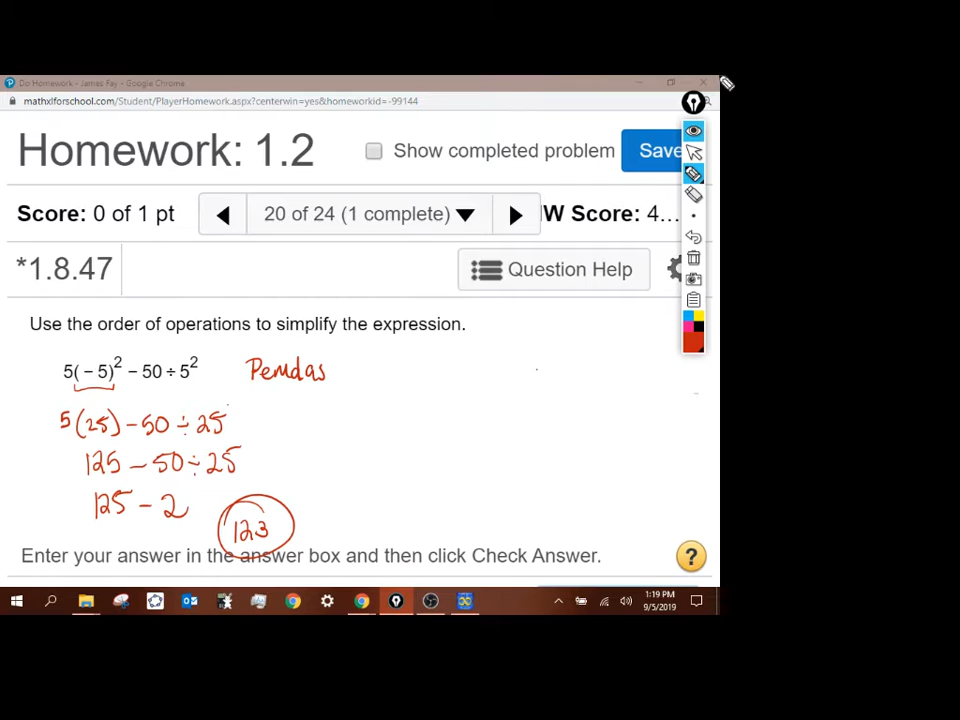 Do Homework - James Fay - Google Chrome
mathxlforschool.com/Student/PlayerHomework.aspx?centerwin=yes&homeworkid=-99144
Homework: 1.2
Show completed problem
Save
Score: 0 of 1 pt
20 of 24 (1 complete)
W Score: 4...
*1.8.47
Question Help
Use the order of operations to simplify the expression.
5(−5)² − 50 ÷ 5²
Pemdas
5(25) − 50 ÷ 25
125 − 50 ÷ 25
125 − 2
123
Enter your answer in the answer box and then click Check Answer.
?
1:19 PM
9/5/2019